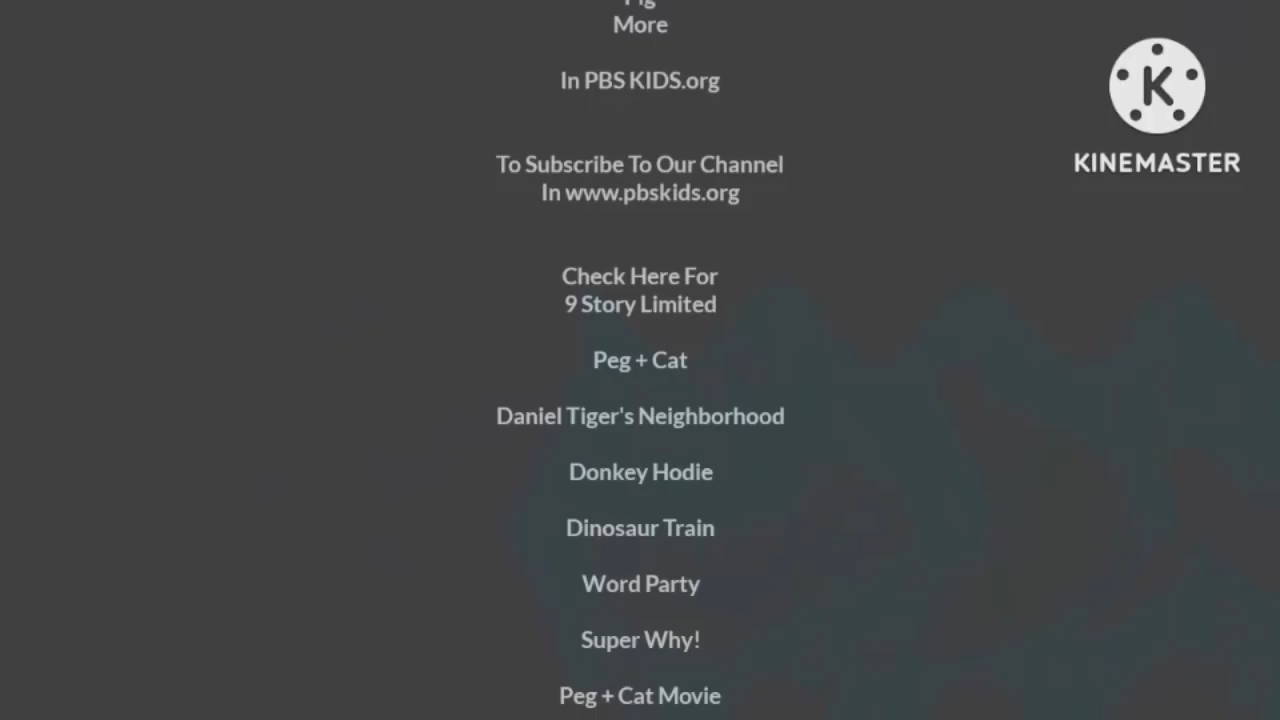 More
In PBS KIDS.org
To Subscribe To Our Channel
In www.pbskids.org
Check Here For
9 Story Limited
Peg + Cat
Daniel Tiger's Neighborhood
Donkey Hodie
Dinosaur Train
Word Party
Super Why!
Peg + Cat Movie
K
KINEMASTER